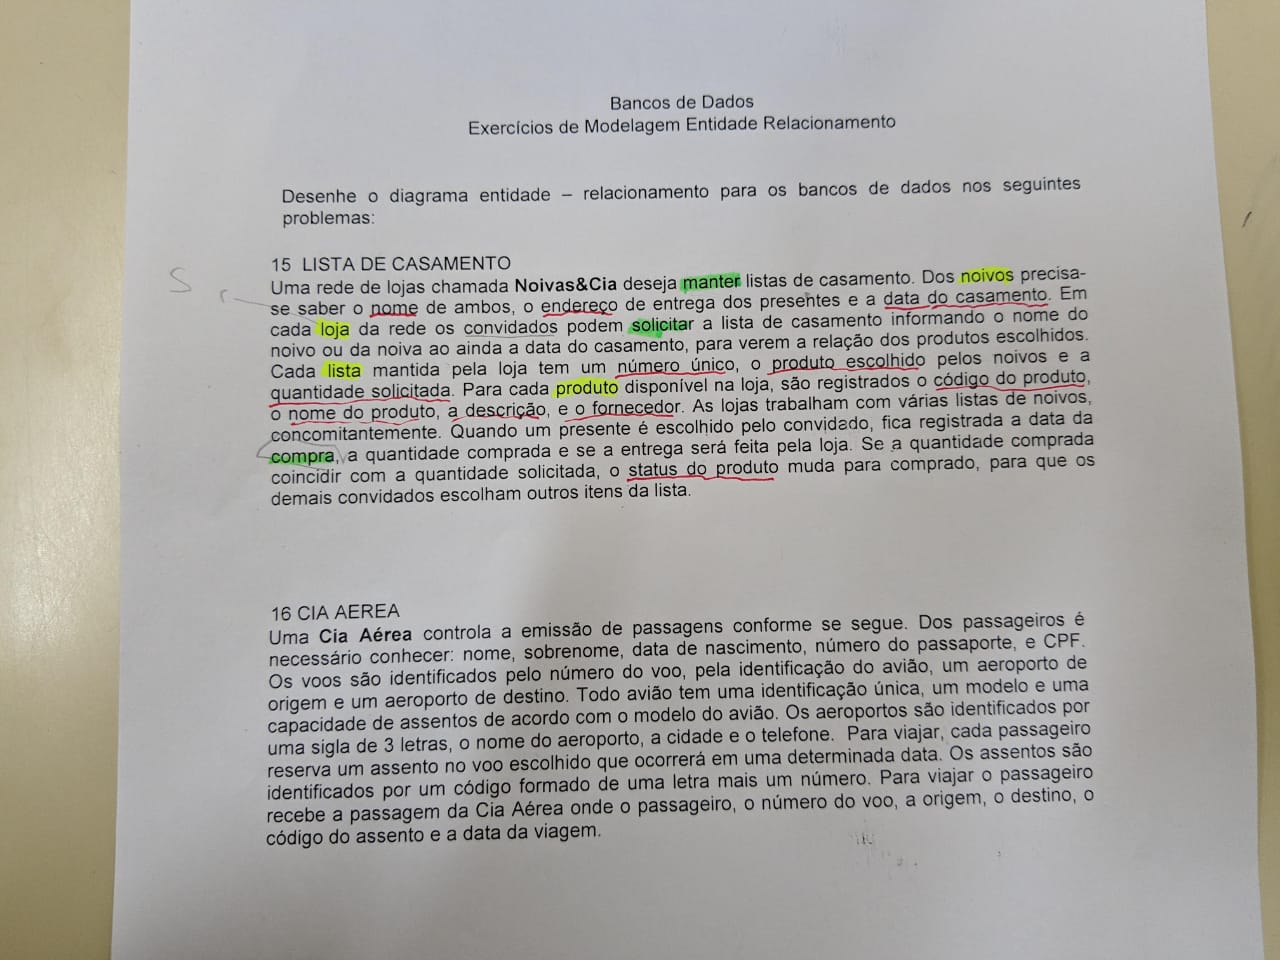 Bancos de Dados
Exercícios de Modelagem Entidade Relacionamento
Desenhe o diagrama entidade – relacionamento para os bancos de dados nos seguintes
problemas:
15 LISTA DE CASAMENTO
Uma rede de lojas chamada Noivas&Cia deseja manter listas de casamento. Dos noivos precisa-
se saber o nome de ambos, o endereço de entrega dos presentes e a data do casamento. Em
cada loja da rede os convidados podem solicitar a lista de casamento informando o nome do
noivo ou da noiva ao ainda a data do casamento, para verem a relação dos produtos escolhidos.
Cada lista mantida pela loja tem um número único, o produto escolhido pelos noivos e a
quantidade solicitada. Para cada produto disponível na loja, são registrados o código do produto,
o nome do produto, a descrição, e o fornecedor. As lojas trabalham com várias listas de noivos,
concomitantemente. Quando um presente é escolhido pelo convidado, fica registrada a data da
compra, a quantidade comprada e se a entrega será feita pela loja. Se a quantidade comprada
coincidir com a quantidade solicitada, o status do produto muda para comprado, para que os
demais convidados escolham outros itens da lista.
16 CIA AEREA
Uma Cia Aérea controla a emissão de passagens conforme se segue. Dos passageiros é
necessário conhecer: nome, sobrenome, data de nascimento, número do passaporte, e CPF.
Os voos são identificados pelo número do voo, pela identificação do avião, um aeroporto de
origem e um aeroporto de destino. Todo avião tem uma identificação única, um modelo e uma
capacidade de assentos de acordo com o modelo do avião. Os aeroportos são identificados por
uma sigla de 3 letras, o nome do aeroporto, a cidade e o telefone. Para viajar, cada passageiro
reserva um assento no voo escolhido que ocorrerá em uma determinada data. Os assentos são
identificados por um código formado de uma letra mais um número. Para viajar o passageiro
recebe a passagem da Cia Aérea onde o passageiro, o número do voo, a origem, o destino, o
código do assento e a data da viagem.